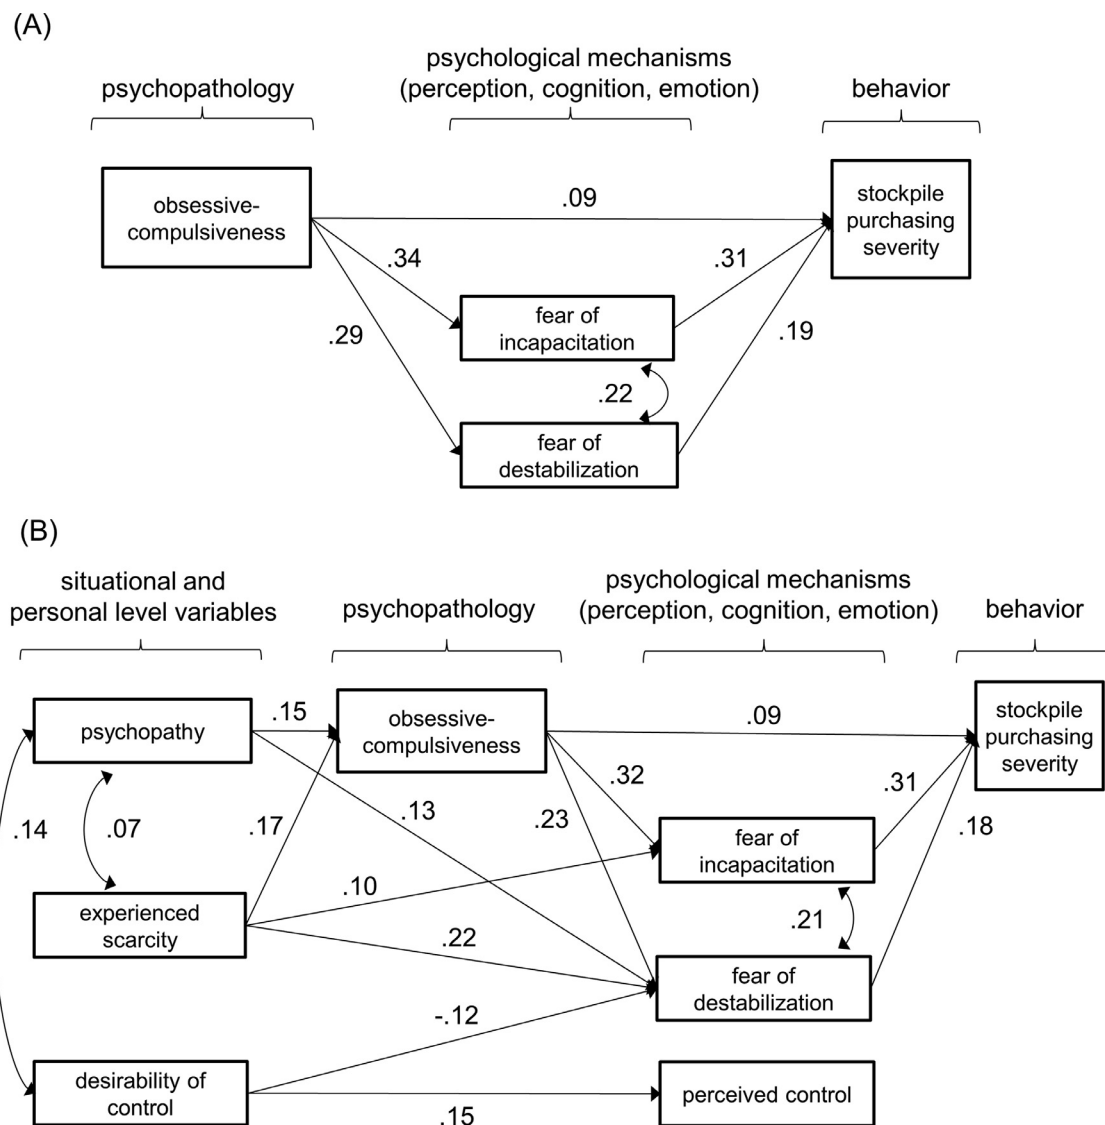 (A)
psychopathology
psychological mechanisms
(perception, cognition, emotion)
behavior
obsessive-
compulsiveness
.09
stockpile
purchasing
severity
.34
.31
fear of
incapacitation
.29
.19
.22
fear of
destabilization
(B)
situational and
personal level variables
psychopathology
psychological mechanisms
(perception, cognition, emotion)
behavior
psychopathy
.15
obsessive-
compulsiveness
.09
stockpile
purchasing
severity
.32
.31
.14
.07
.17
.13
.23
fear of
incapacitation
.18
.10
experienced
scarcity
.22
.21
fear of
destabilization
-.12
desirability of
control
.15
perceived control